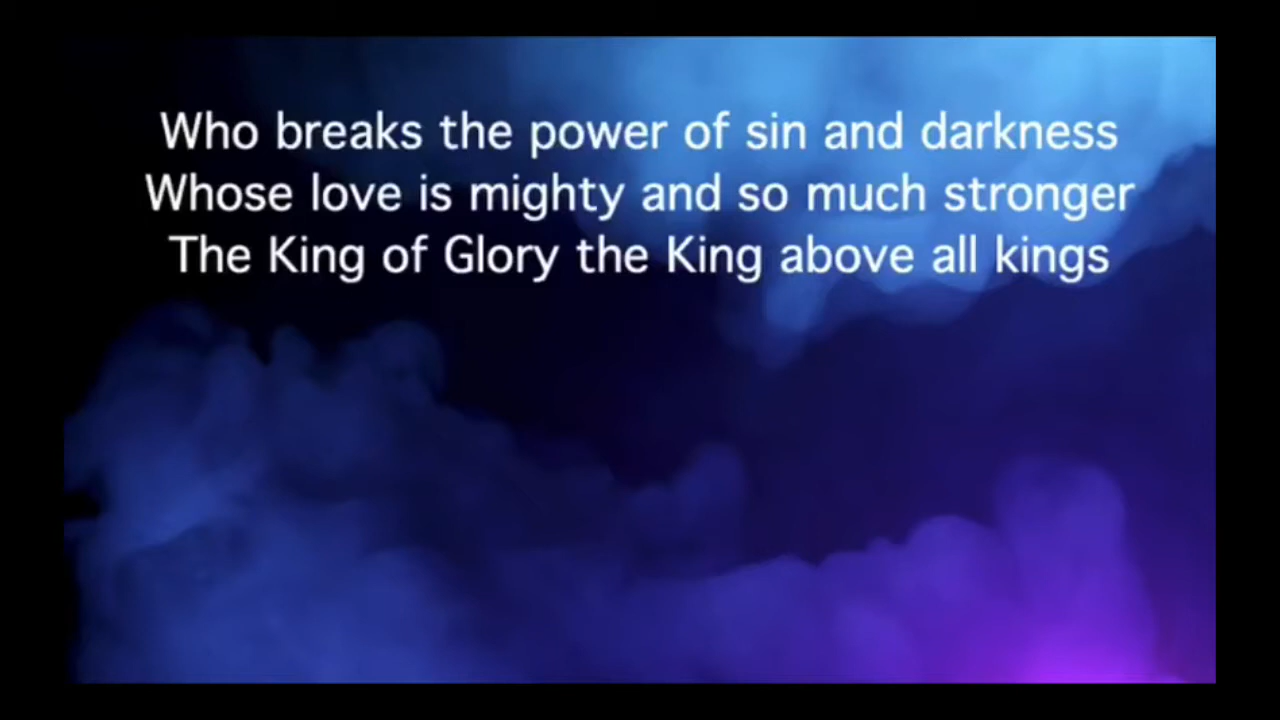 Who breaks the power of sin and darkness
Whose love is mighty and so much stronger
The King of Glory the King above all kings